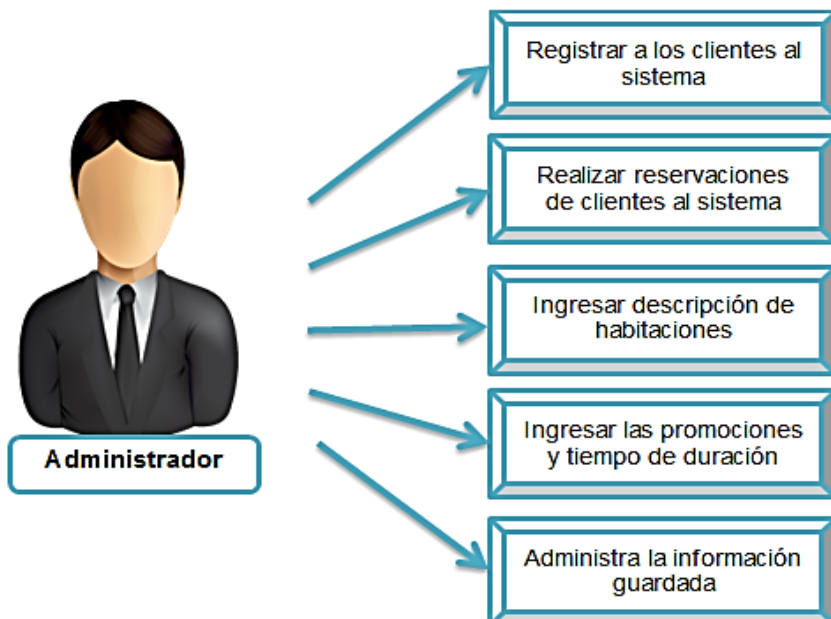 Registrar a los clientes al
sistema
Realizar reservaciones
de clientes al sistema
Ingresar descripción de
habitaciones
Ingresar las promociones
y tiempo de duración
Administra la información
guardada
Administrador